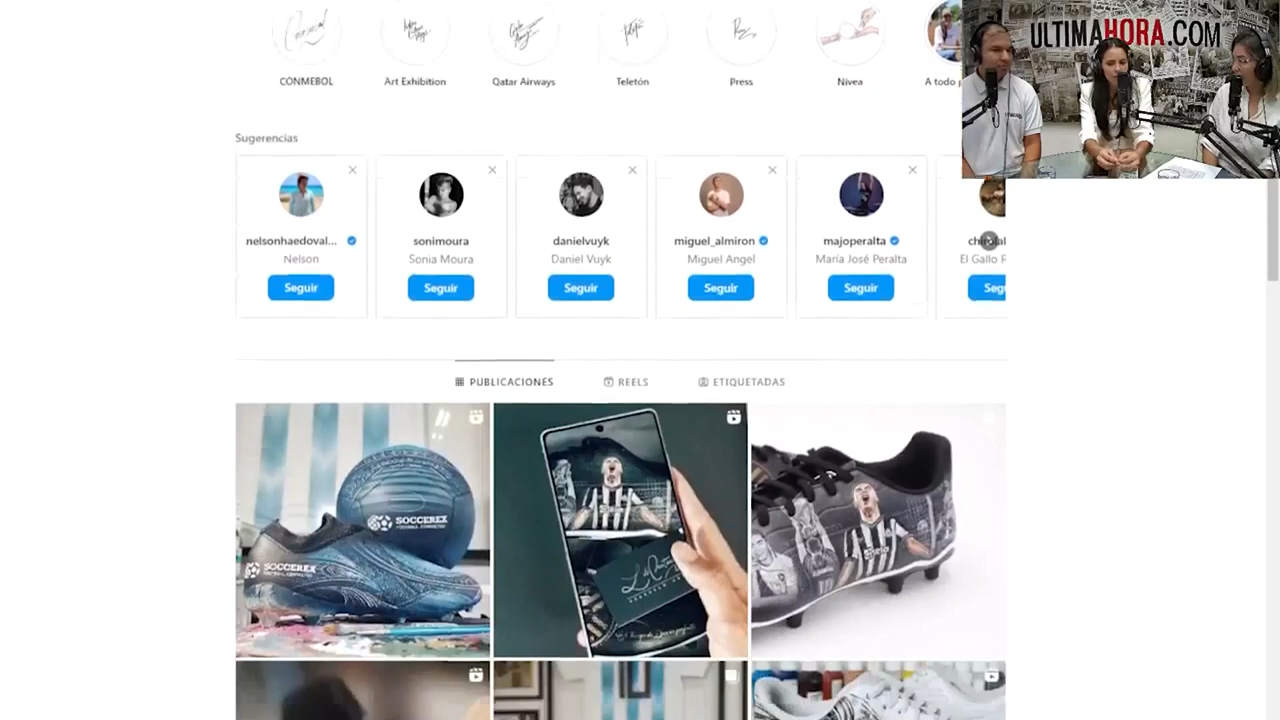 ULTIMAHORA.COM
CONMEBOL
Art Exhibition
Qatar Airways
Teletón
Press
Nivea
A todo
Sugerencias
nelsonhaedoval...
sonimoura
danielvuyk
miguel_almiron
majoperalta
Nelson
Sonia Moura
Daniel Vuyk
Miguel Angel
María José Peralta
El Gallo
Seguir
Seguir
Seguir
Seguir
Seguir
PUBLICACIONES
REELS
ETIQUETADAS
SOCCEREX
SOCCEREX